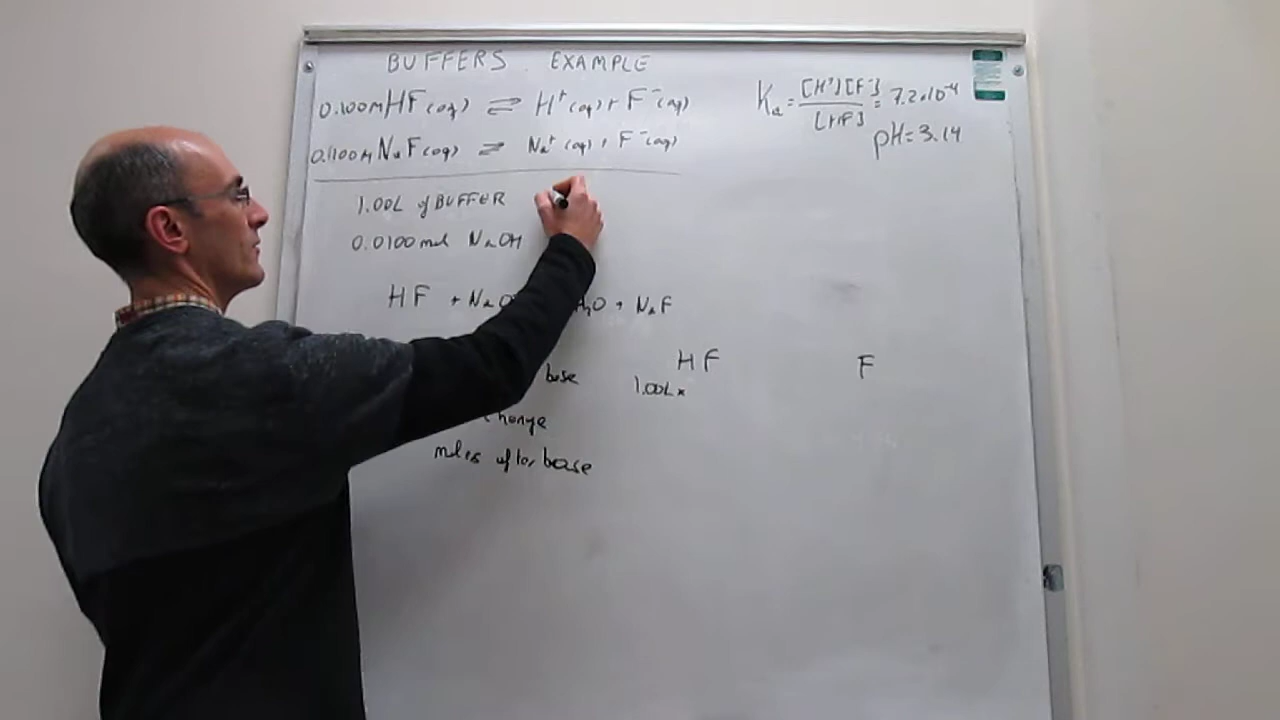 BUFFERS EXAMPLE
0.100M HF(aq) ⇌ H⁺(aq) + F⁻(aq)
0.100M NaF(aq) ⇌ Na⁺(aq) + F⁻(aq)
Ka = [H⁺][F⁻] / [HF] = 7.2×10⁻⁴
pH = 3.14
1.00L of BUFFER
0.0100 mol NaOH
HF + NaO H₂O + NaF
HF F
base 1.00L ×
change
moles after base